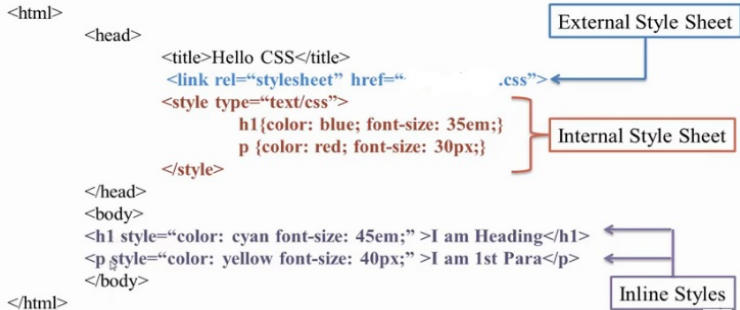 <html>
<head>
<title>Hello CSS</title>
<link rel=“stylesheet” href=“ .css”>
<style type=“text/css”>
h1{color: blue; font-size: 35em;}
p {color: red; font-size: 30px;}
</style>
</head>
<body>
<h1 style=“color: cyan font-size: 45em;” >I am Heading</h1>
<p style=“color: yellow font-size: 40px;” >I am 1st Para</p>
</body>
</html>
External Style Sheet
Internal Style Sheet
Inline Styles